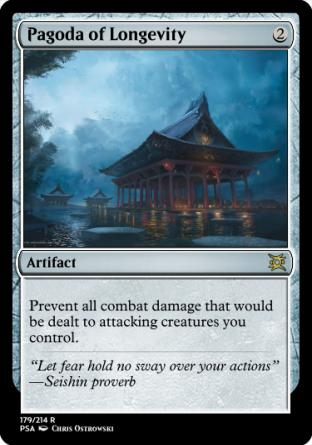 Pagoda of Longevity 2
Artifact
Prevent all combat damage that would
be dealt to attacking creatures you
control.
“Let fear hold no sway over your actions”
—Seishin proverb
179/214 R
PSA Chris Ostrowski